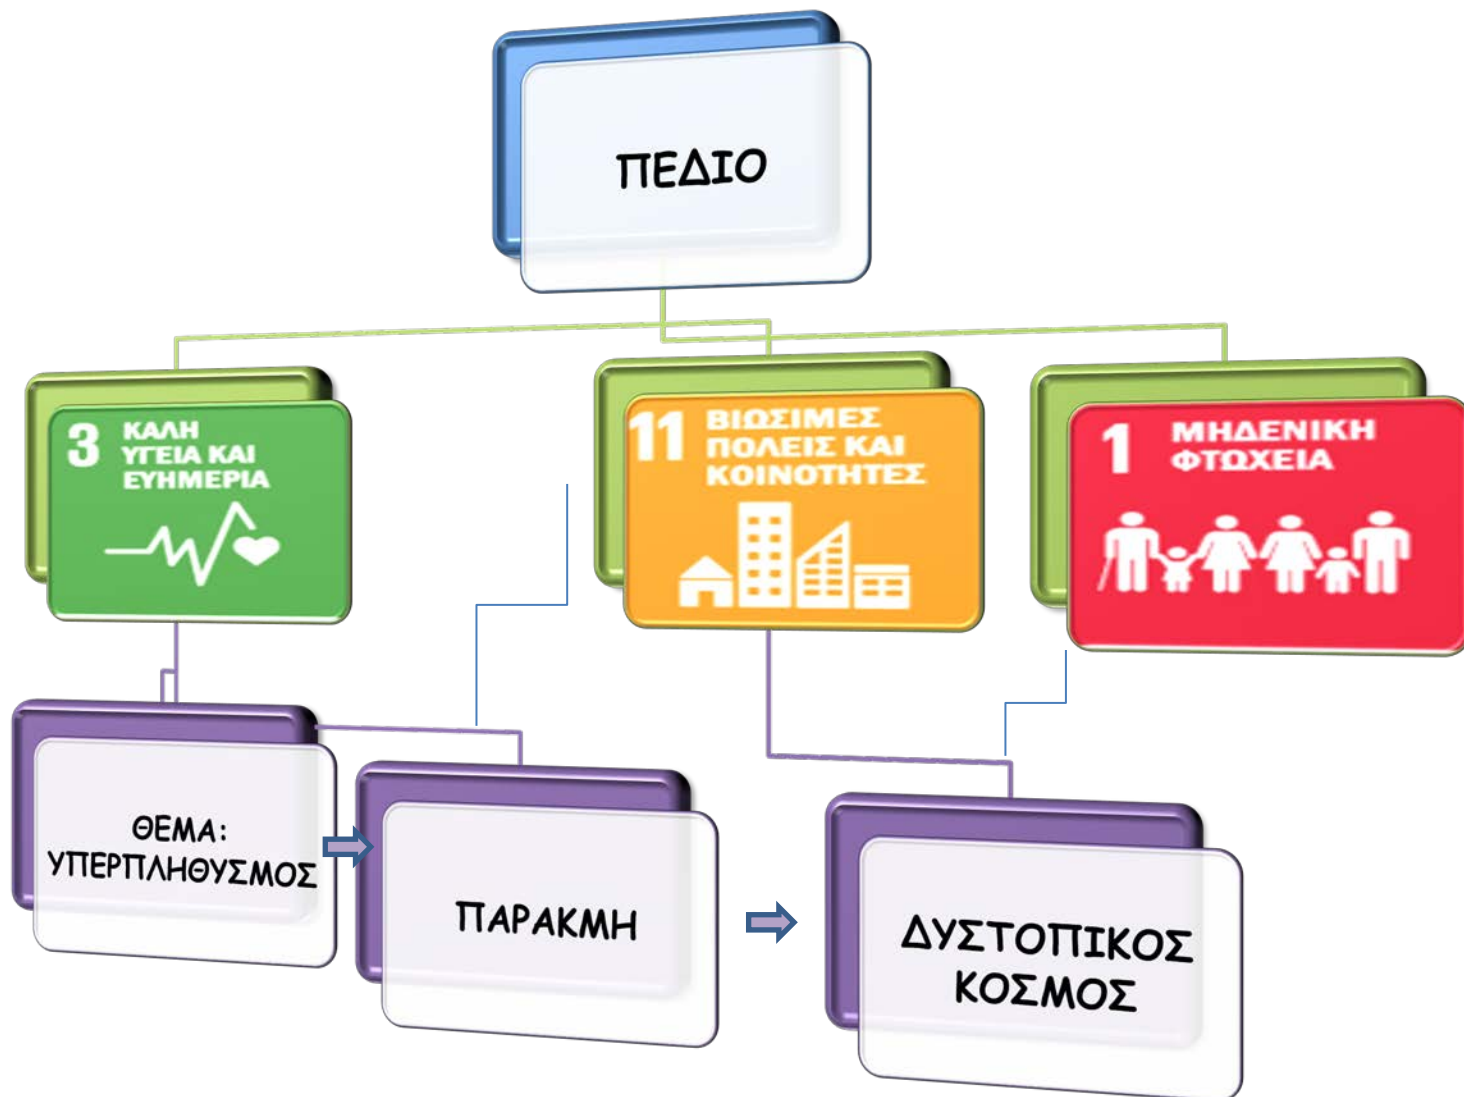 ΠΕΔΙΟ
3 ΚΑΛΗ
ΥΓΕΙΑ ΚΑΙ
ΕΥΗΜΕΡΙΑ
11 ΒΙΩΣΙΜΕΣ
ΠΟΛΕΙΣ ΚΑΙ
ΚΟΙΝΟΤΗΤΕΣ
1 ΜΗΔΕΝΙΚΗ
ΦΤΩΧΕΙΑ
ΘΕΜΑ:
ΥΠΕΡΠΛΗΘΥΣΜΟΣ
ΠΑΡΑΚΜΗ
ΔΥΣΤΟΠΙΚΟΣ
ΚΟΣΜΟΣ